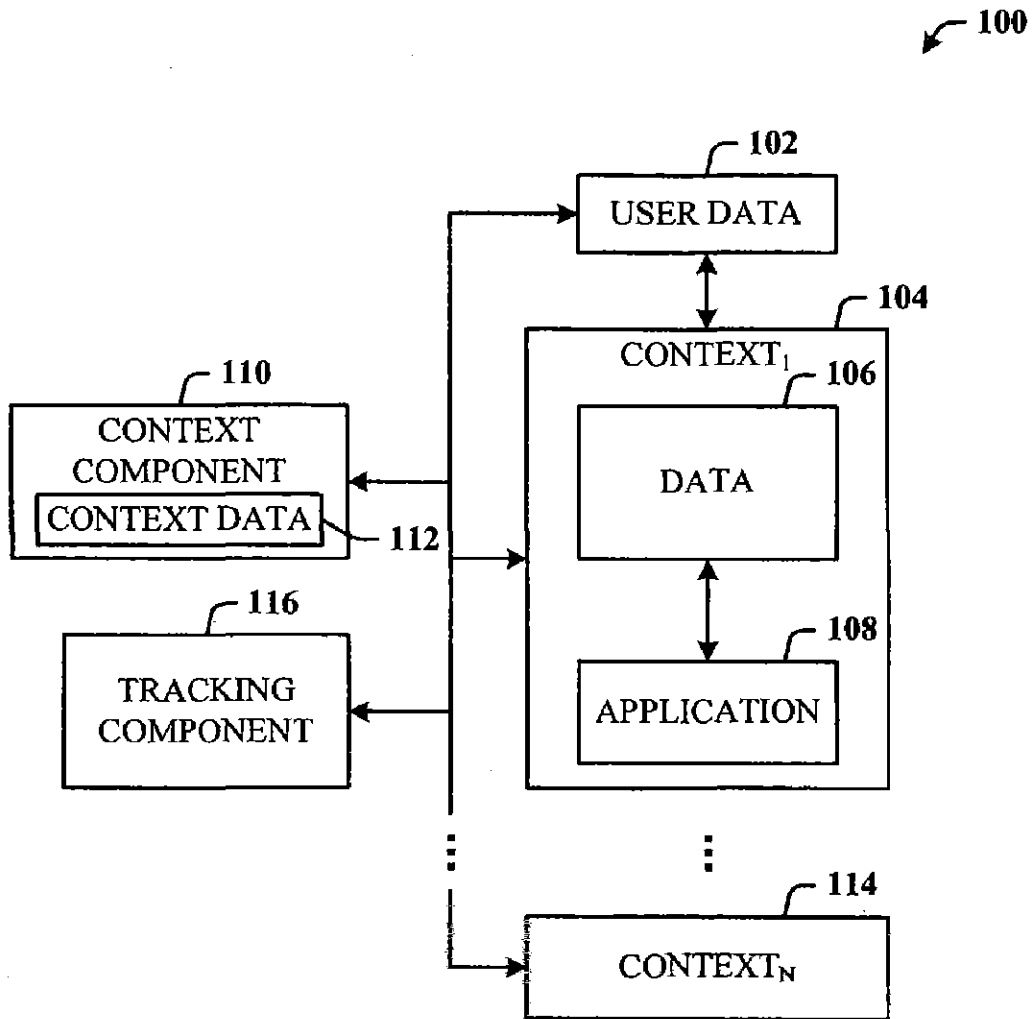 100
102
USER DATA
104
CONTEXT₁
106
DATA
110
CONTEXT
COMPONENT
CONTEXT DATA
112
116
TRACKING
COMPONENT
108
APPLICATION
114
CONTEXT_N